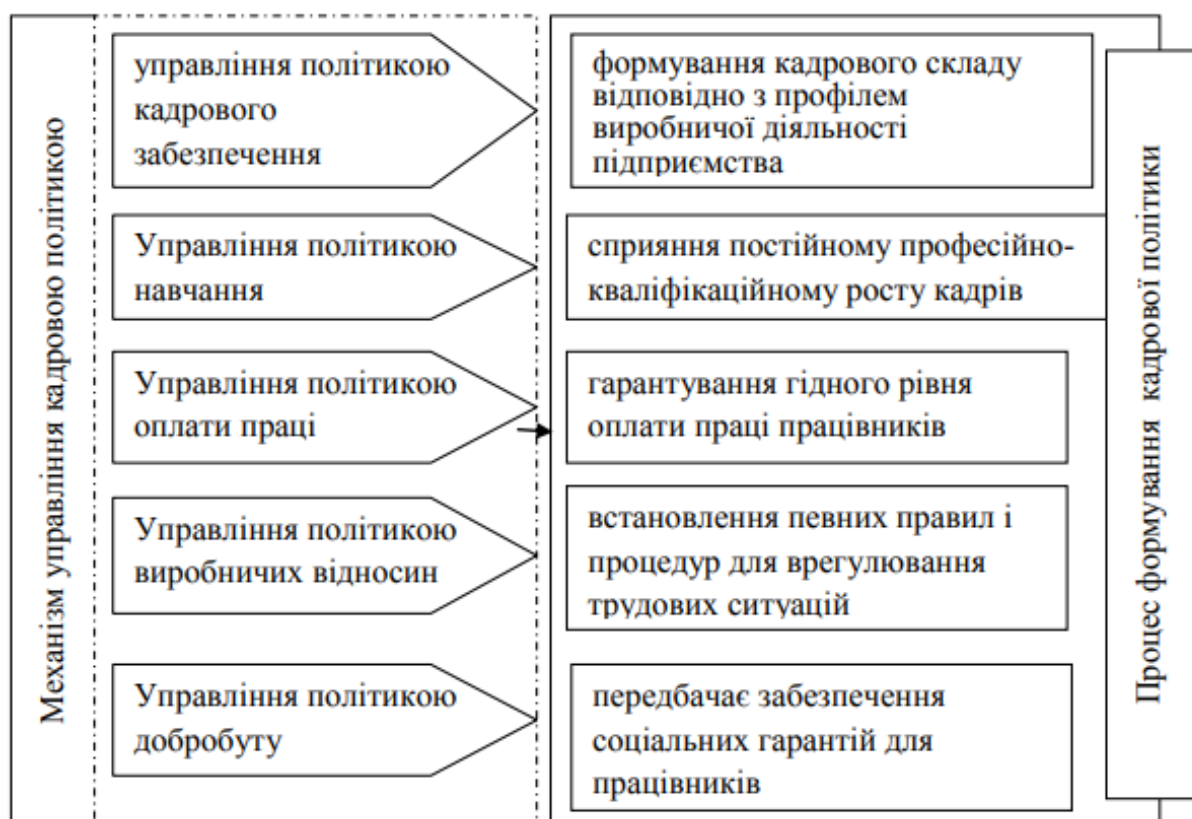 Механізм управління кадровою політикою
управління політикою
кадрового
забезпечення
формування кадрового складу
відповідно з профілем
виробничої діяльності
підприємства
Управління політикою
навчання
сприяння постійному професійно-
кваліфікаційному росту кадрів
Управління політикою
оплати праці
гарантування гідного рівня
оплати праці працівників
Управління політикою
виробничих відносин
встановлення певних правил і
процедур для врегулювання
трудових ситуацій
Управління політикою
добробуту
передбачає забезпечення
соціальних гарантій для
працівників
Процес формування кадрової політики